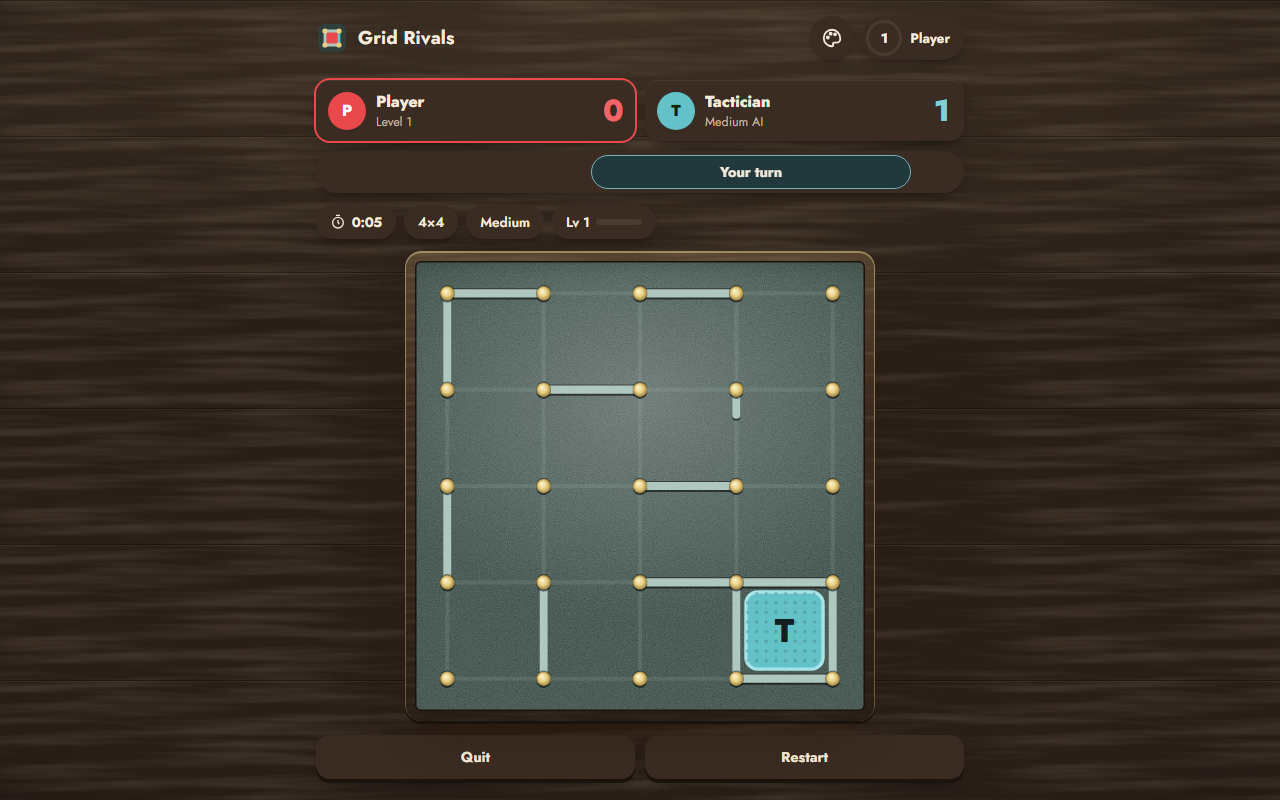 Grid Rivals
1 Player
P Player 0
Level 1
T Tactician 1
Medium AI
Your turn
0:05 4×4 Medium Lv 1
T
Quit Restart